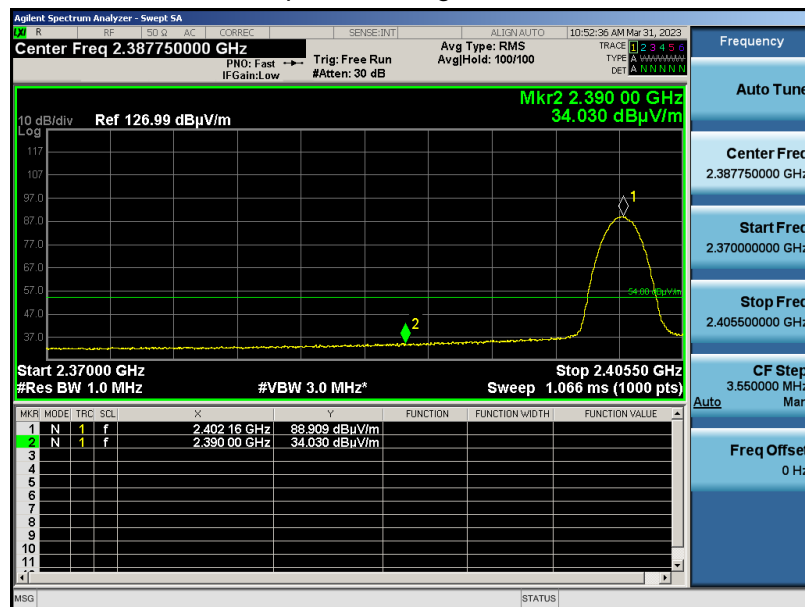 Agilent Spectrum Analyzer - Swept SA
LXI R RF 50 Ω AC CORREC SENSE:INT ALIGN AUTO 10:52:36 AM Mar 31, 2023
Center Freq 2.387750000 GHz
PNO: Fast
IFGain:Low
Trig: Free Run
#Atten: 30 dB
Avg Type: RMS
Avg|Hold: 100/100
TRACE 1 2 3 4 5 6
TYPE A WWWWW
DET A N N N N N
Mkr2 2.390 00 GHz
34.030 dBµV/m
10 dB/div Ref 126.99 dBµV/m
Log
117
107
97.0
87.0
77.0
67.0
57.0
47.0
37.0
1
2
54.00 dBµV/m
Start 2.37000 GHz Stop 2.40550 GHz
#Res BW 1.0 MHz #VBW 3.0 MHz* Sweep 1.066 ms (1000 pts)
MKR MODE TRC SCL X Y FUNCTION FUNCTION WIDTH FUNCTION VALUE
1 N 1 f 2.402 16 GHz 88.909 dBµV/m
2 N 1 f 2.390 00 GHz 34.030 dBµV/m
3
4
5
6
7
8
9
10
11
MSG STATUS
Frequency
Auto Tune
Center Freq
2.387750000 GHz
Start Freq
2.370000000 GHz
Stop Freq
2.405500000 GHz
CF Step
3.550000 MHz
Auto Man
Freq Offset
0 Hz